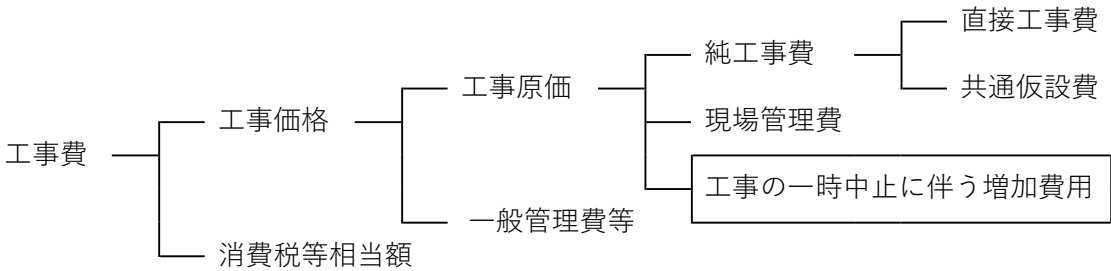 直接工事費
純工事費
工事原価
共通仮設費
工事価格
現場管理費
工事費
工事の一時中止に伴う増加費用
一般管理費等
消費税等相当額